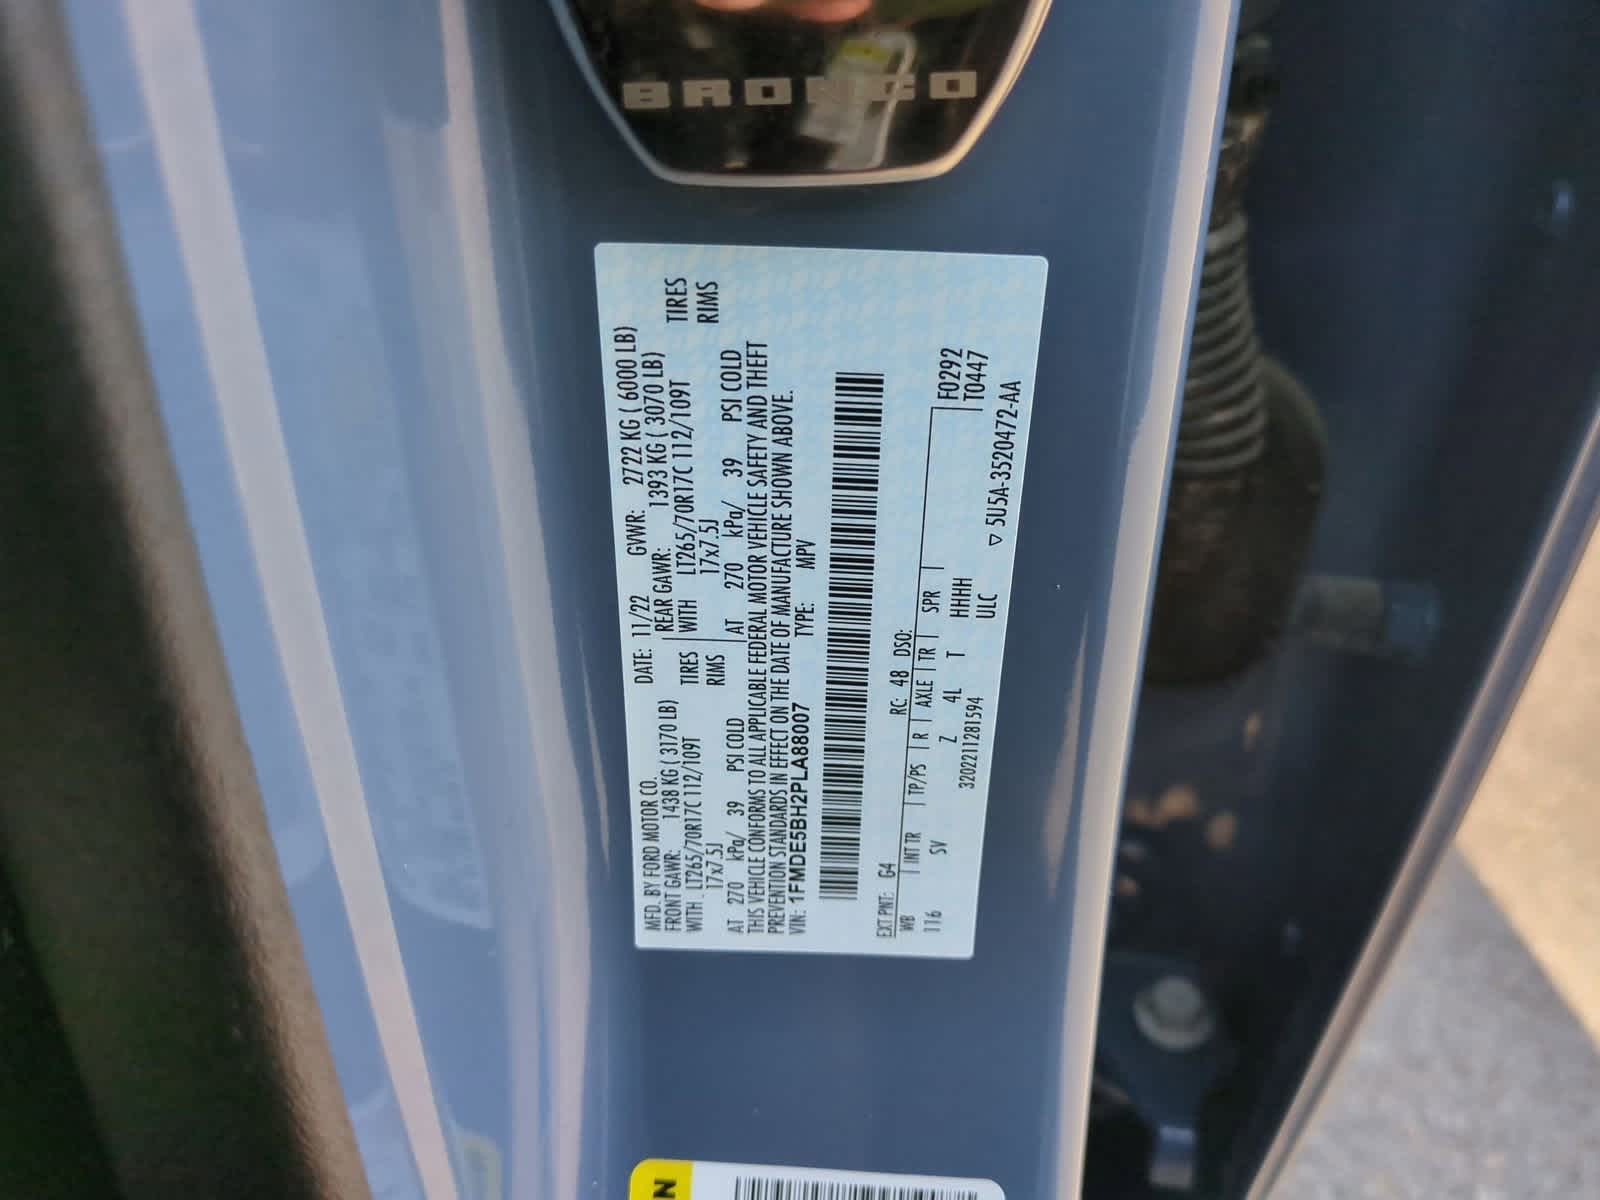 BRONCO
MFD. BY FORD MOTOR CO. DATE: 11/22 GVWR: 2722 KG ( 6000 LB)
FRONT GAWR: 1438 KG ( 3170 LB) REAR GAWR: 1393 KG ( 3070 LB)
WITH LT265/70R17C 112/109T TIRES WITH LT265/70R17C 112/109T TIRES
17x7.5J RIMS 17x7.5J RIMS
AT 270 kPa/ 39 PSI COLD AT 270 kPa/ 39 PSI COLD
THIS VEHICLE CONFORMS TO ALL APPLICABLE FEDERAL MOTOR VEHICLE SAFETY AND THEFT
PREVENTION STANDARDS IN EFFECT ON THE DATE OF MANUFACTURE SHOWN ABOVE.
VIN: 1FMDE5BH2PLA88007 TYPE: MPV
EXT PNT: G4 RC: 48 DSO: F0292
WB INT TR TP/PS R AXLE TR SPR T0447
116 SV Z 4L T HHHH
3202211281594 ULC
▽ 5U5A-3520472-AA
N